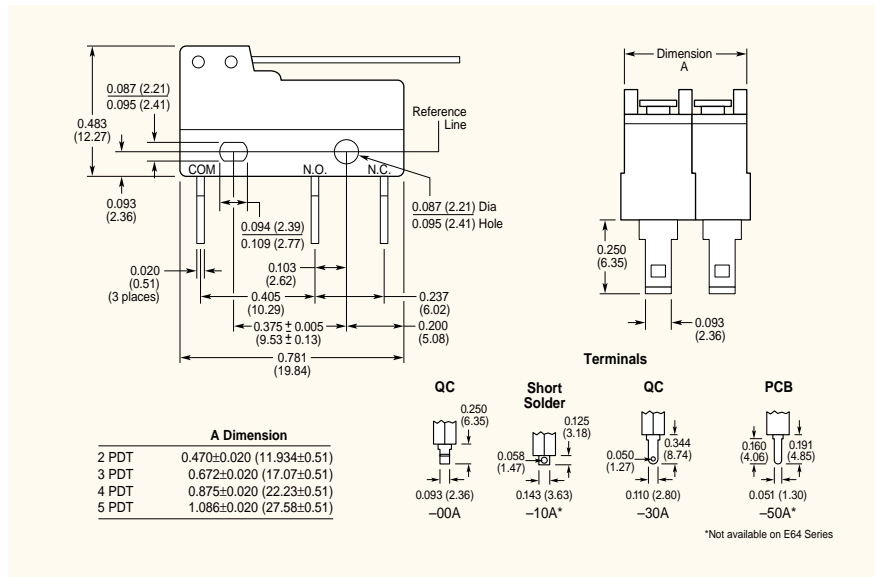 Dimension
A
0.087 (2.21)
0.095 (2.41)
0.483
(12.27)
Reference
Line
COM
N.O.
N.C.
0.093
(2.36)
0.094 (2.39)
0.109 (2.77)
0.087 (2.21) Dia
0.095 (2.41) Hole
0.250
(6.35)
0.020
(0.51)
(3 places)
0.103
(2.62)
0.405
(10.29)
0.237
(6.02)
0.375 ± 0.005
(9.53 ± 0.13)
0.200
(5.08)
0.781
(19.84)
0.093
(2.36)
Terminals
QC
0.250
(6.35)
0.093 (2.36)
–00A
Short
Solder
0.125
(3.18)
0.058
(1.47)
0.143 (3.63)
–10A*
QC
0.344
(8.74)
0.050
(1.27)
0.110 (2.80)
–30A
PCB
0.160
(4.06)
0.191
(4.85)
0.051 (1.30)
–50A*
*Not available on E64 Series
A Dimension
2 PDT 0.470±0.020 (11.934±0.51)
3 PDT 0.672±0.020 (17.07±0.51)
4 PDT 0.875±0.020 (22.23±0.51)
5 PDT 1.086±0.020 (27.58±0.51)